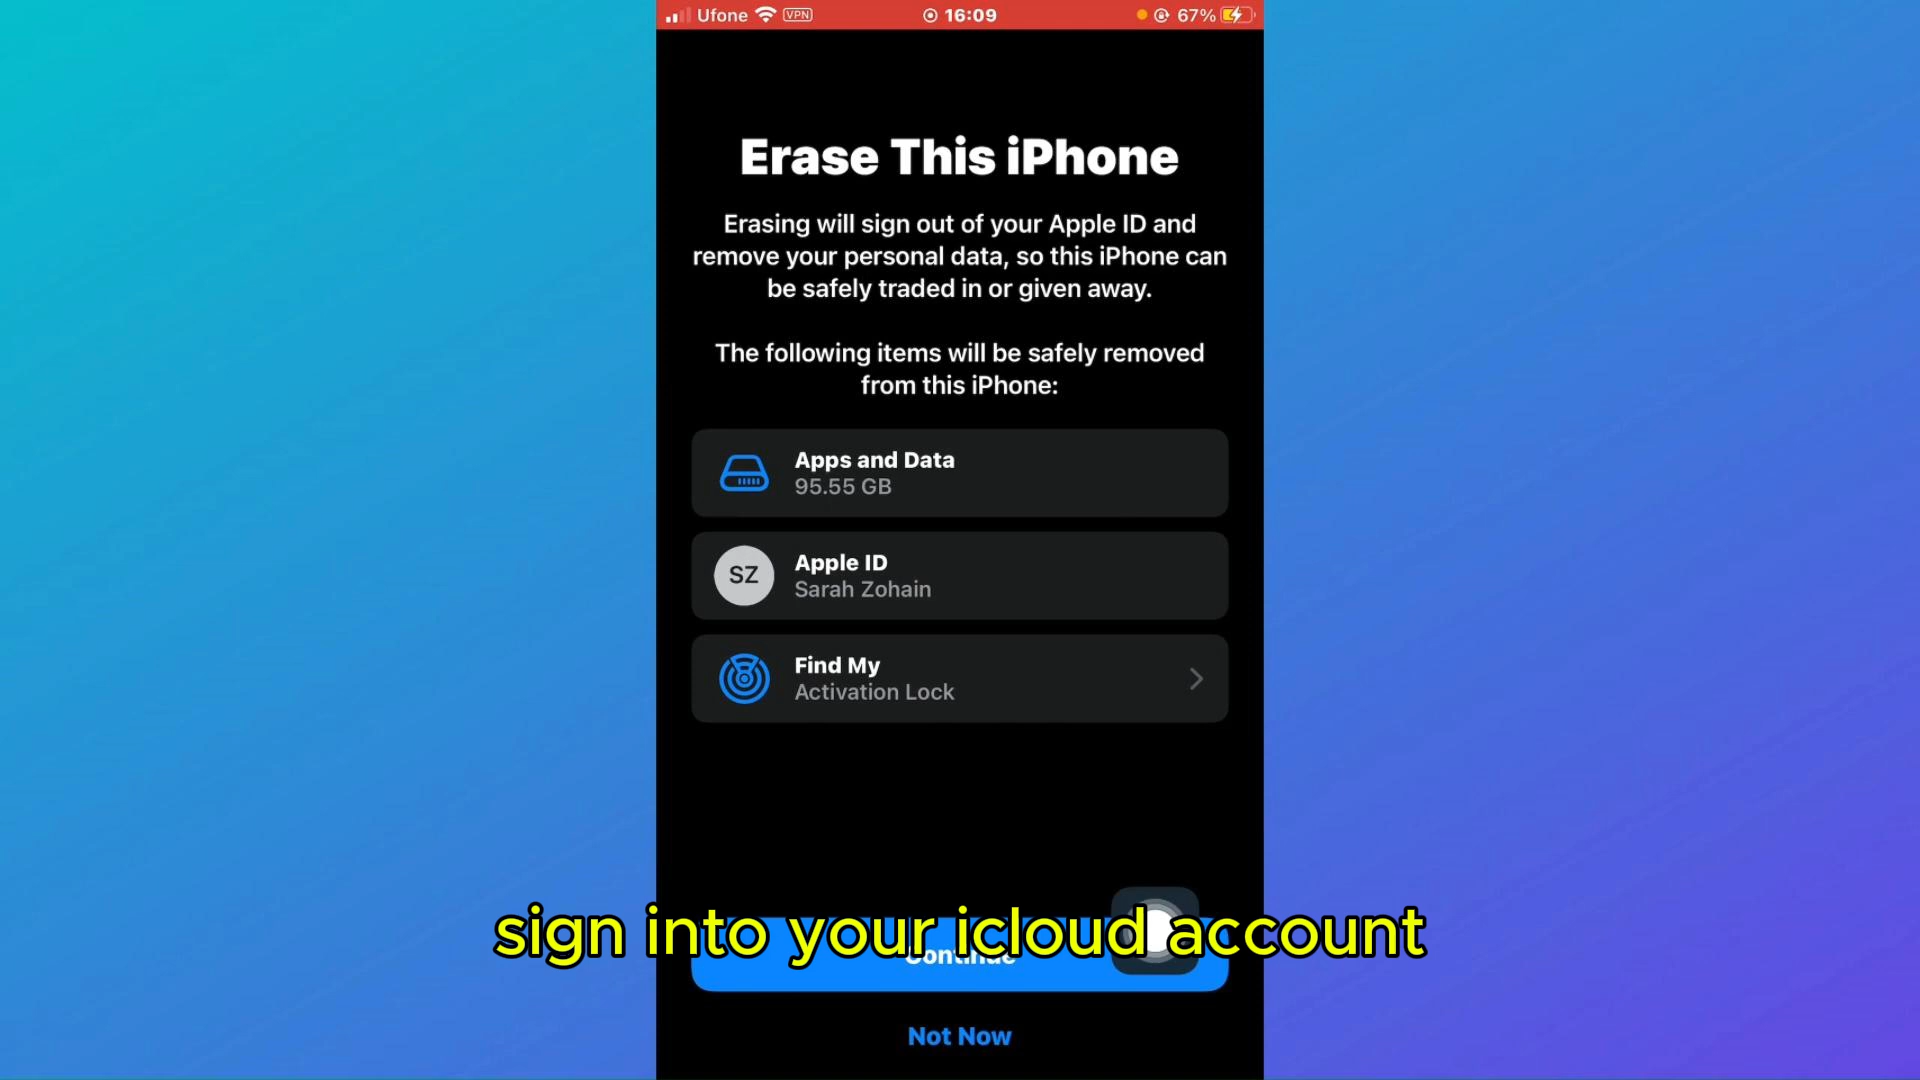 Ufone VPN 16:09 67%
Erase This iPhone
Erasing will sign out of your Apple ID and
remove your personal data, so this iPhone can
be safely traded in or given away.
The following items will be safely removed
from this iPhone:
Apps and Data
95.55 GB
SZ
Apple ID
Sarah Zohain
Find My
Activation Lock
sign into your icloud account
Continue
Not Now